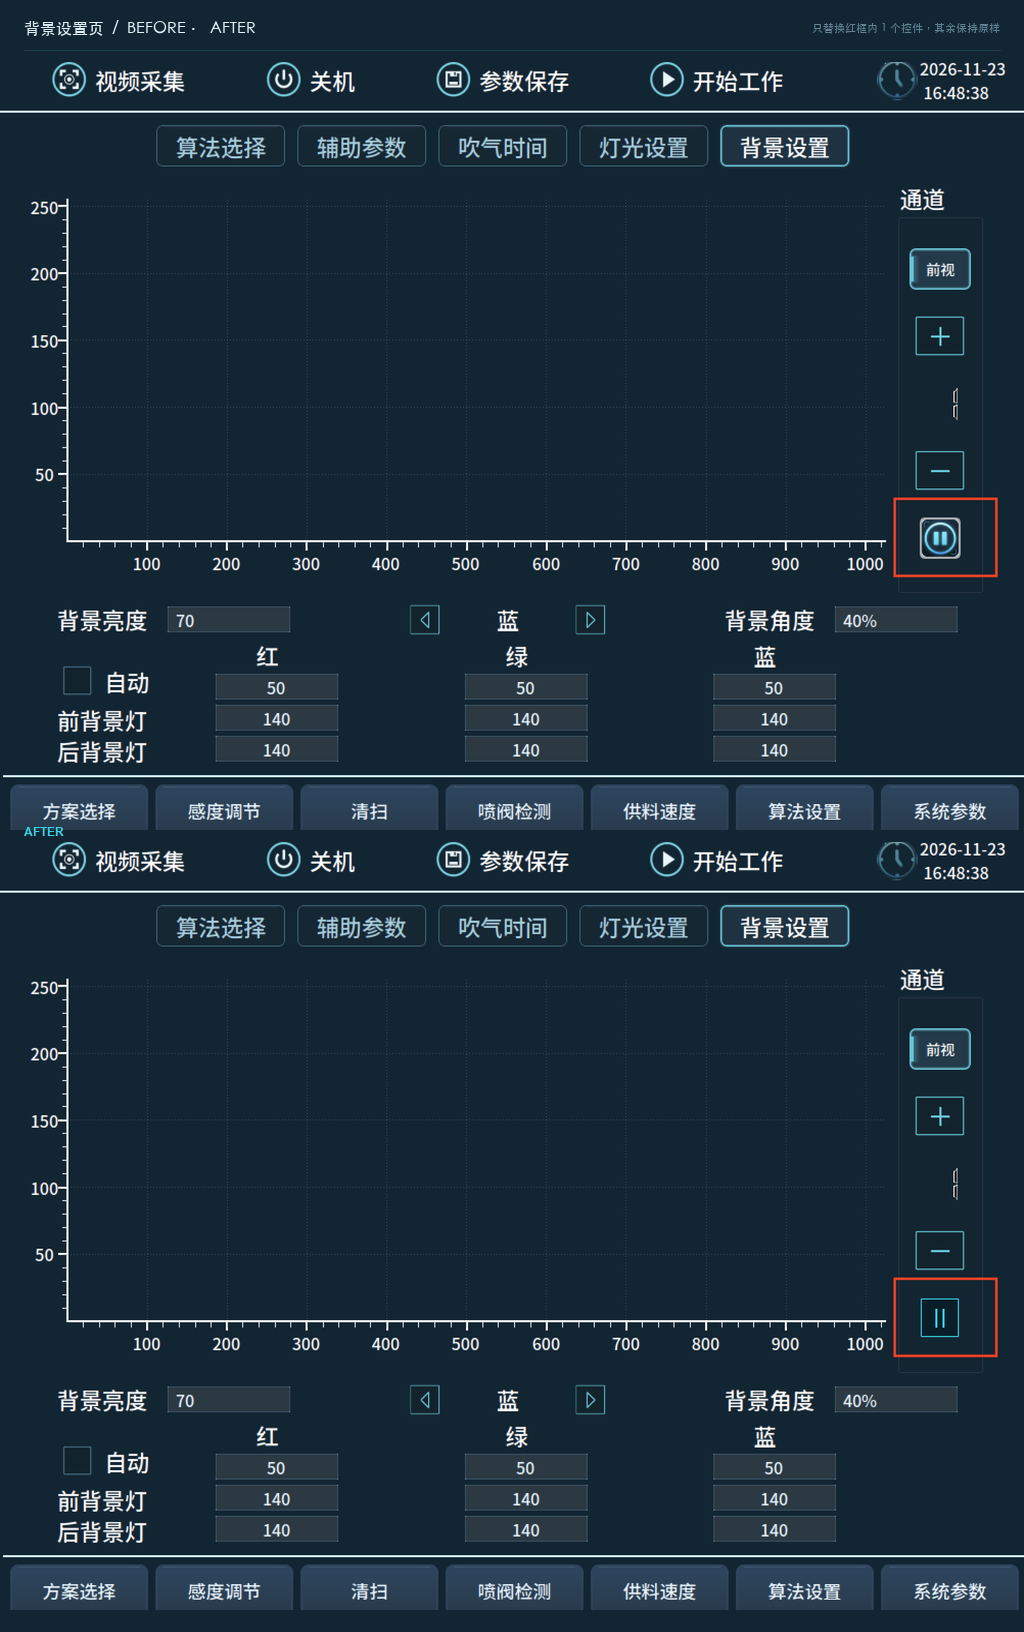 背景设置页 / BEFORE · AFTER
只替换红框内 1 个控件 · 其余保持原样
视频采集 关机 参数保存 开始工作 2026-11-23
16:48:38
算法选择 辅助参数 吹气时间 灯光设置 背景设置
通道
250
前视
200
150
100
50
100 200 300 400 500 600 700 800 900 1000
背景亮度 70 蓝 背景角度 40%
红 绿 蓝
自动 50 50 50
前背景灯 140 140 140
后背景灯 140 140 140
方案选择 感度调节 清扫 喷阀检测 供料速度 算法设置 系统参数
AFTER
视频采集 关机 参数保存 开始工作 2026-11-23
16:48:38
算法选择 辅助参数 吹气时间 灯光设置 背景设置
通道
250
前视
200
150
100
50
100 200 300 400 500 600 700 800 900 1000
背景亮度 70 蓝 背景角度 40%
红 绿 蓝
自动 50 50 50
前背景灯 140 140 140
后背景灯 140 140 140
方案选择 感度调节 清扫 喷阀检测 供料速度 算法设置 系统参数